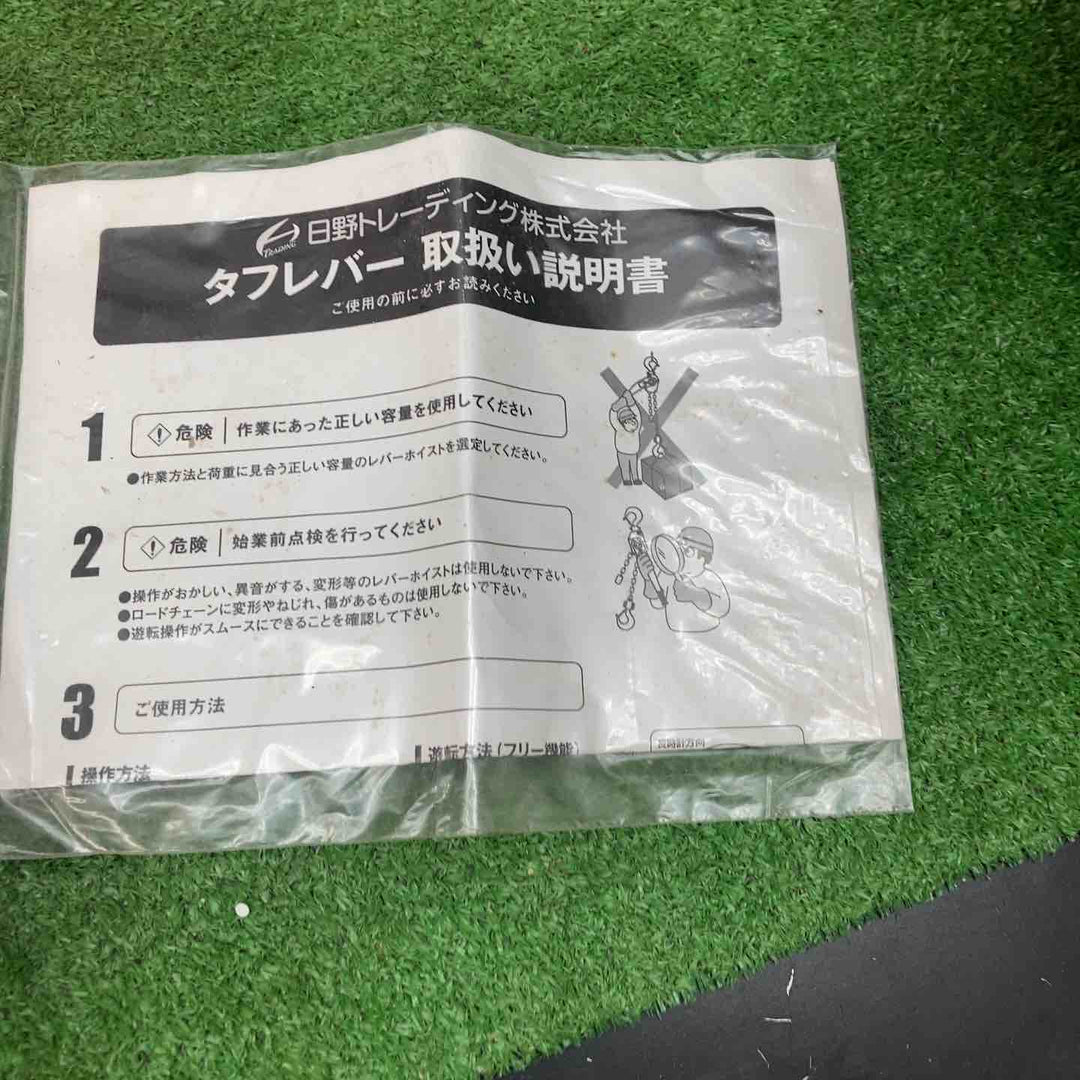 TRADING 日野トレーディング株式会社
タフレバー 取扱い説明書
ご使用の前に必ずお読みください
1 危険 作業にあった正しい容量を使用してください
●作業方法と荷重に見合う正しい容量のレバーホイストを選定してください。
2 危険 始業前点検を行ってください
●操作がおかしい、異音がする、変形等のレバーホイストは使用しないで下さい。
●ロードチェーンに変形やねじれ、傷があるものは使用しないで下さい。
●遊転操作がスムースにできることを確認して下さい。
3 ご使用方法
操作方法
遊転方法(フリー機能)
反時計方向